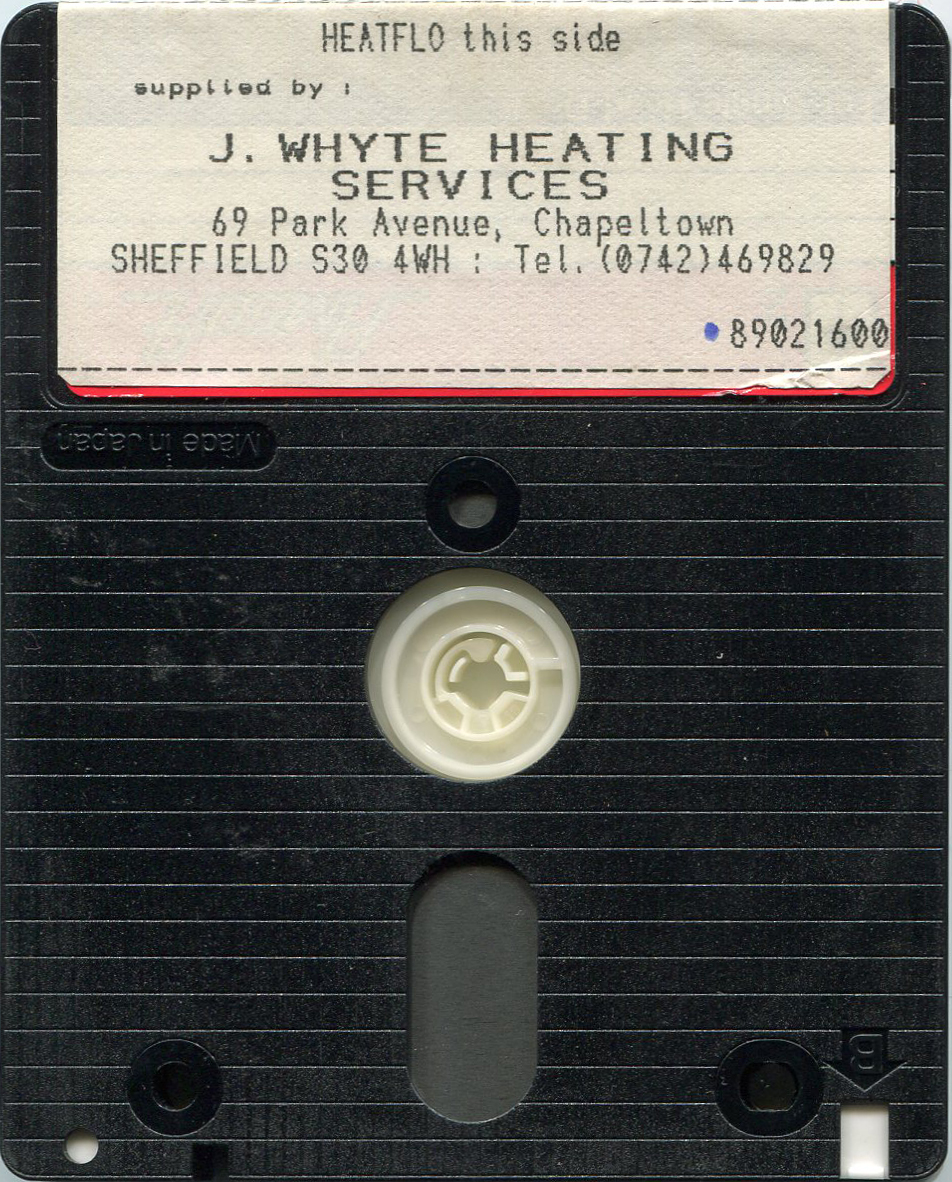 HEATFLO this side
supplied by :
J. WHYTE HEATING
SERVICES
69 Park Avenue, Chapeltown
SHEFFIELD S30 4WH : Tel. (0742)469829
89021600
Made in Japan
B